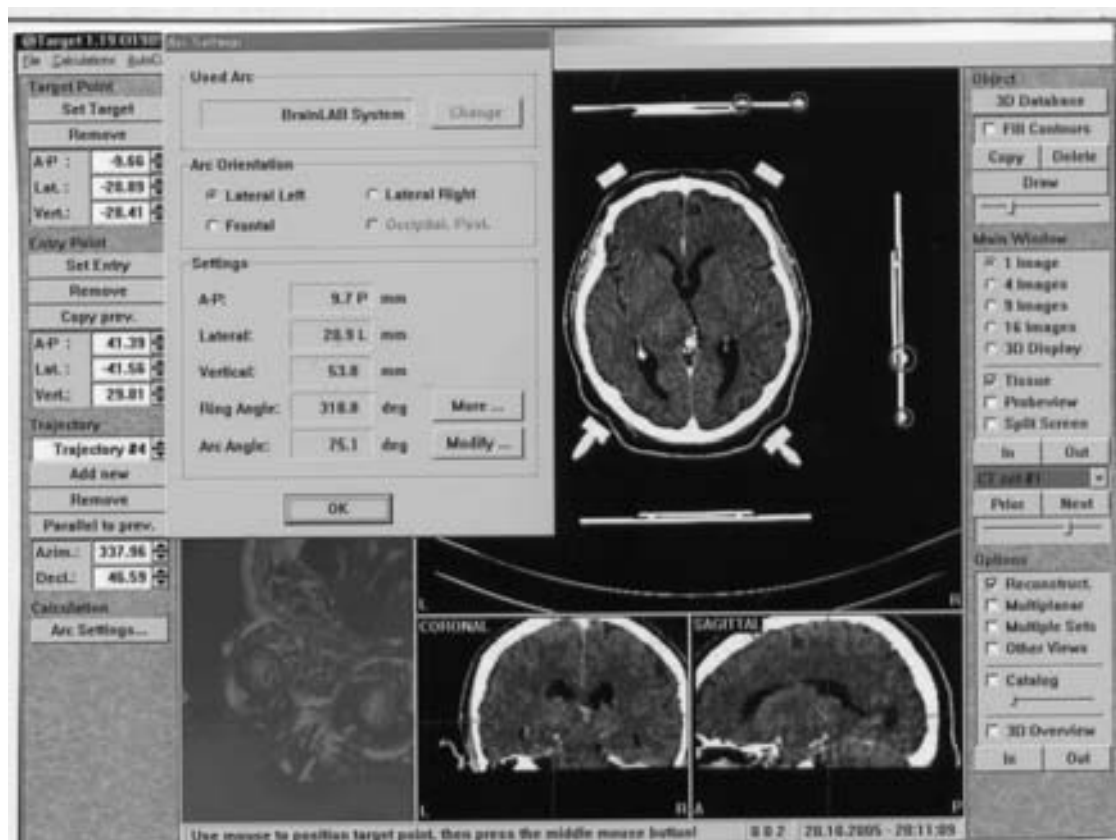 @Target 1.19
File Calculations
Target Point
Set Target
Remove
A-P : -9.66
Lat. : -28.89
Vert.: -28.41
Entry Point
Set Entry
Remove
Copy prev.
A-P : 41.39
Lat. : -41.56
Vert.: 29.81
Trajectory
Trajectory #4
Add new
Remove
Parallel to prev.
Azim.: 337.96
Decl.: 46.59
Calculation
Arc Settings...
Arc Settings
Used Arc
BrainLAB System Change
Arc Orientation
Lateral Left Lateral Right
Frontal Occipital, Post.
Settings
A-P: 9.7 P mm
Lateral: 28.9 L mm
Vertical: 53.8 mm
Ring Angle: 318.8 deg More ...
Arc Angle: 75.1 deg Modify ...
OK
L R
CORONAL
L R
SAGITTAL
A P
Object
3D Database
Fill Contours
Copy Delete
Draw
Main Window
1 Image
4 Images
9 Images
16 Images
3D Display
Tissue
Probeview
Split Screen
In Out
CT set #1
Prior Next
Options
Reconstruct.
Multiplanar
Multiple Sets
Other Views
Catalog
3D Overview
In Out
Use mouse to position target point, then press the middle mouse button! 0 0 2 20.10.2005 - 20:11:09